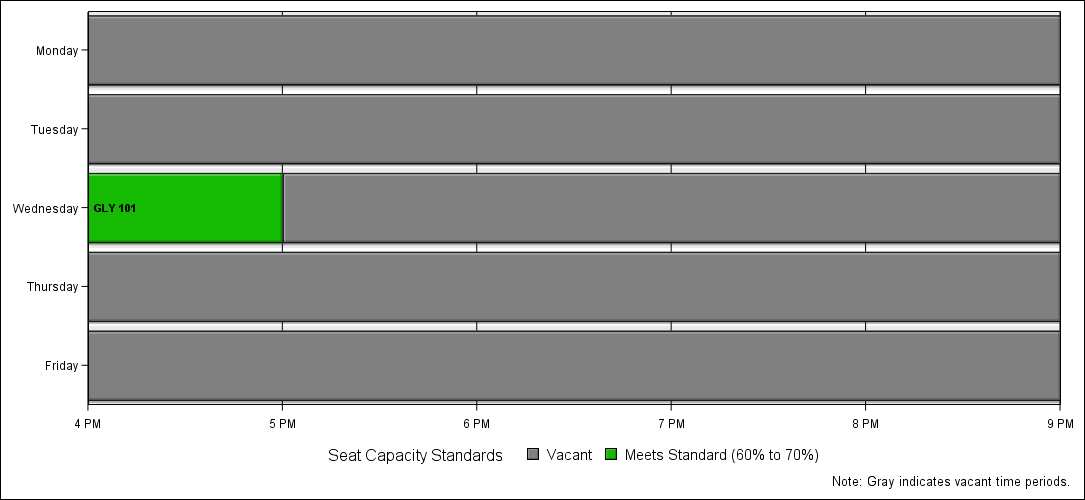 Monday
Tuesday
Wednesday
GLY 101
Thursday
Friday
4 PM 5 PM 6 PM 7 PM 8 PM 9 PM
Seat Capacity Standards Vacant Meets Standard (60% to 70%)
Note: Gray indicates vacant time periods.